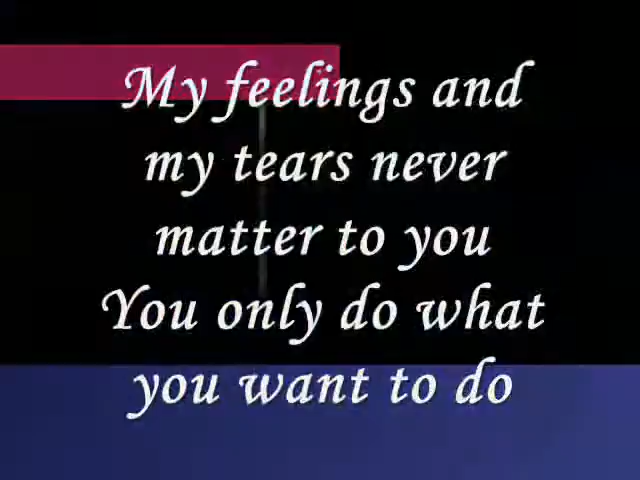 My feelings and
my tears never
matter to you
You only do what
you want to do